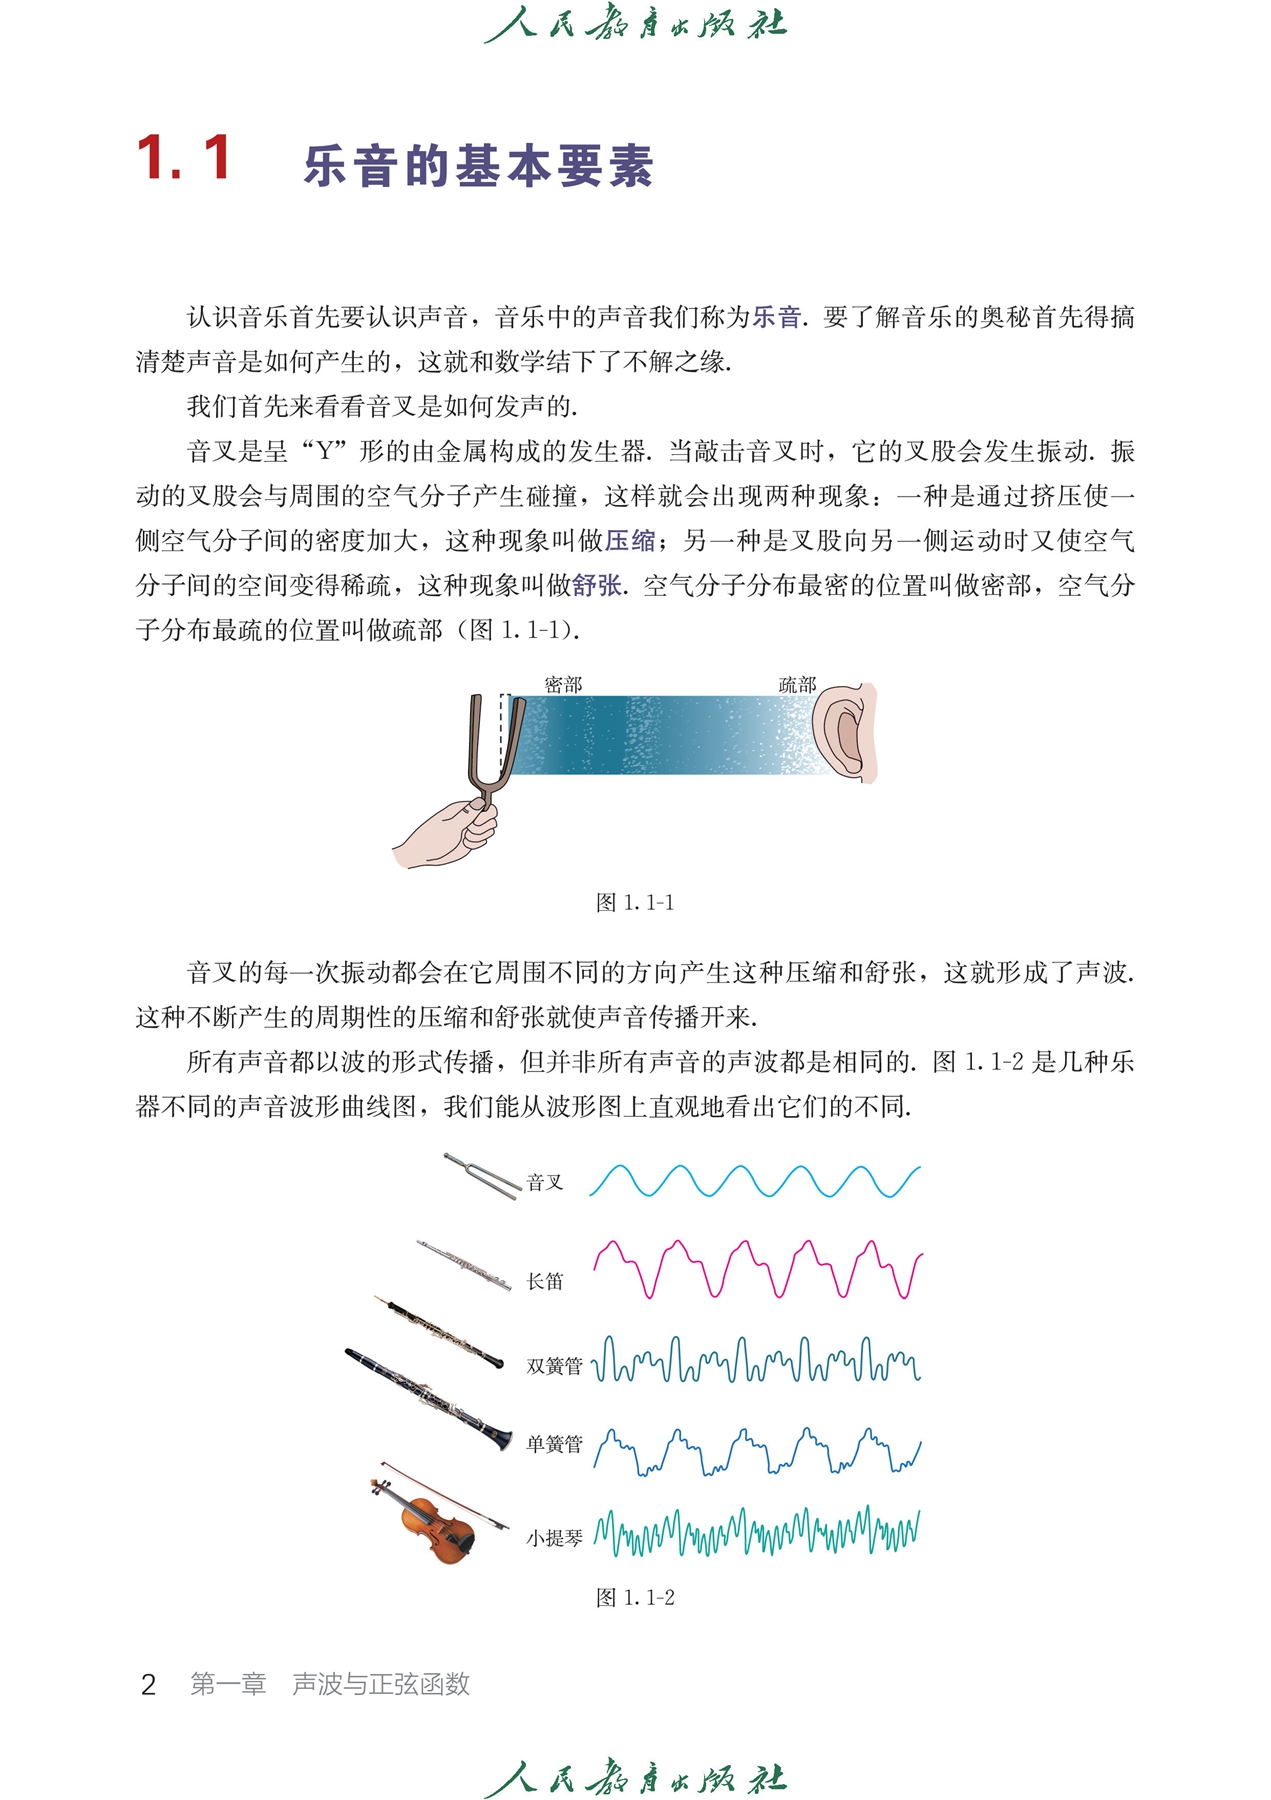 人民教育出版社
1.1 乐音的基本要素
认识音乐首先要认识声音，音乐中的声音我们称为乐音．要了解音乐的奥秘首先得搞
清楚声音是如何产生的，这就和数学结下了不解之缘．
我们首先来看看音叉是如何发声的．
音叉是呈“Y”形的由金属构成的发生器．当敲击音叉时，它的叉股会发生振动．振
动的叉股会与周围的空气分子产生碰撞，这样就会出现两种现象：一种是通过挤压使一
侧空气分子间的密度加大，这种现象叫做压缩；另一种是叉股向另一侧运动时又使空气
分子间的空间变得稀疏，这种现象叫做舒张．空气分子分布最密的位置叫做密部，空气分
子分布最疏的位置叫做疏部（图 1.1-1）．
密部 疏部
图 1.1-1
音叉的每一次振动都会在它周围不同的方向产生这种压缩和舒张，这就形成了声波．
这种不断产生的周期性的压缩和舒张就使声音传播开来．
所有声音都以波的形式传播，但并非所有声音的声波都是相同的．图 1.1-2 是几种乐
器不同的声音波形曲线图，我们能从波形图上直观地看出它们的不同．
音叉
长笛
双簧管
单簧管
小提琴
图 1.1-2
2 第一章 声波与正弦函数
人民教育出版社